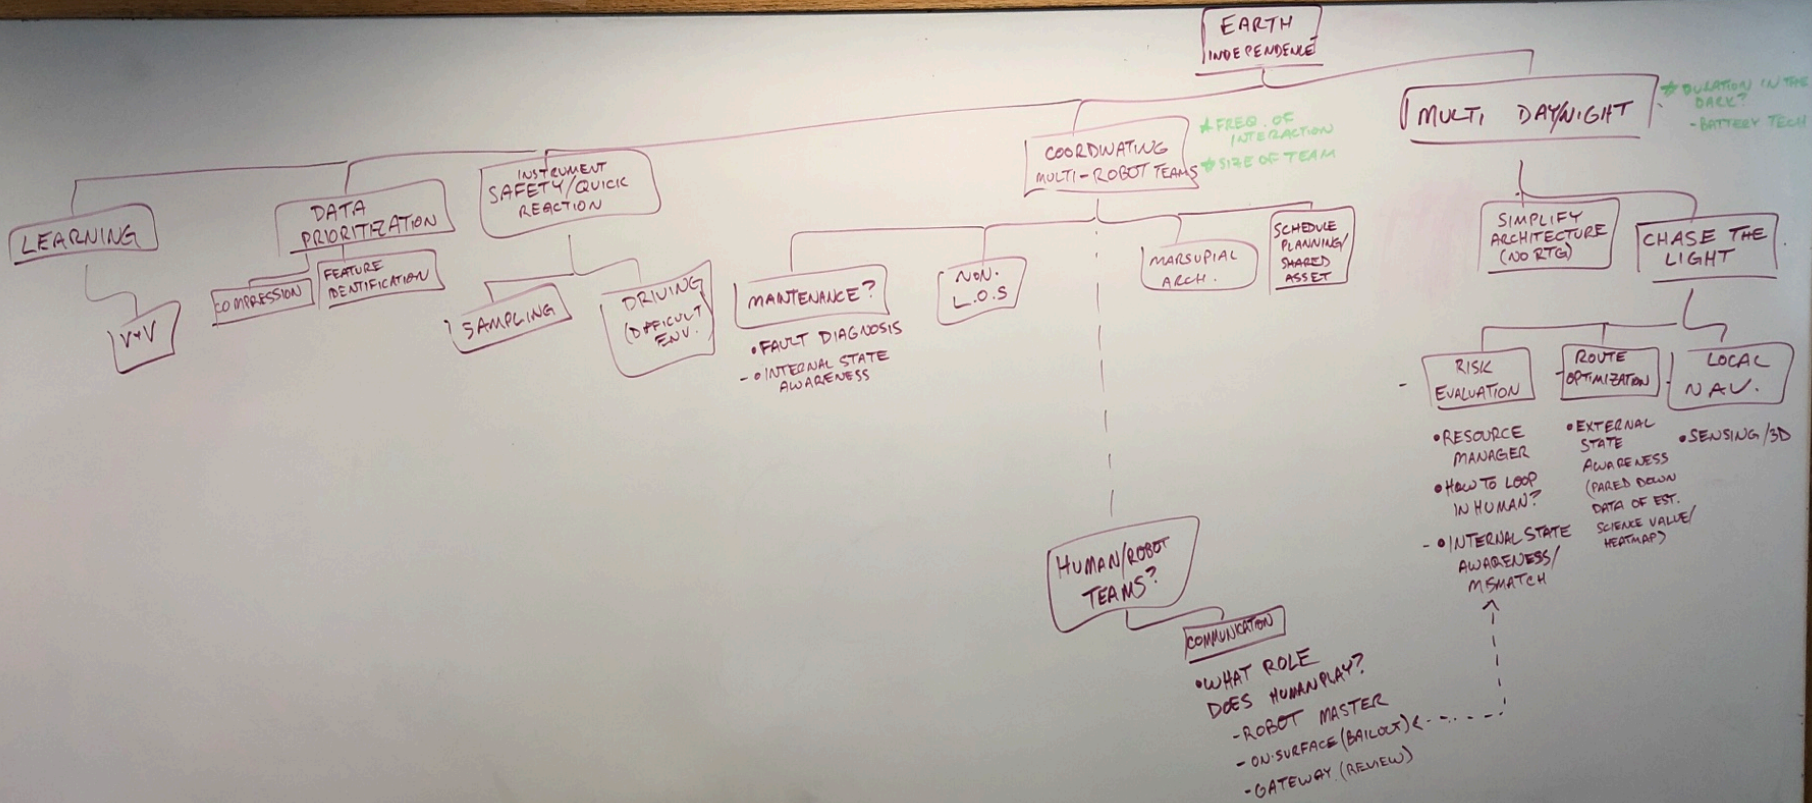 EARTH
INDEPENDENCE
MULTI DAY/NIGHT
* DURATION IN THE
DARK?
- BATTERY TECH
COORDINATING
MULTI-ROBOT TEAMS
* FREQ. OF
INTERACTION
* SIZE OF TEAM
INSTRUMENT
SAFETY/QUICK
REACTION
DATA
PRIORITIZATION
LEARNING
V+V
COMPRESSION
FEATURE
IDENTIFICATION
SAMPLING
DRIVING
(DIFFICULT
ENV.
MAINTENANCE?
• FAULT DIAGNOSIS
- • INTERNAL STATE
AWARENESS
NON.
L.O.S
MARSUPIAL
ARCH.
SCHEDULE
PLANNING/
SHARED
ASSET
SIMPLIFY
ARCHITECTURE
(NO RTG)
CHASE THE
LIGHT
- RISK
EVALUATION
• RESOURCE
MANAGER
• HOW TO LOOP
IN HUMAN?
- • INTERNAL STATE
AWARENESS/
MISMATCH
- ROUTE
OPTIMIZATION
• EXTERNAL
STATE
AWARENESS
(PARED DOWN
DATA OF EST.
SCIENCE VALUE/
HEATMAP)
- LOCAL
NAV.
• SENSING/3D
HUMAN/ROBOT
TEAMS?
COMMUNICATION
• WHAT ROLE
DOES HUMAN PLAY?
- ROBOT MASTER
- ON-SURFACE (BAILOUT)
- GATEWAY. (REVIEW)